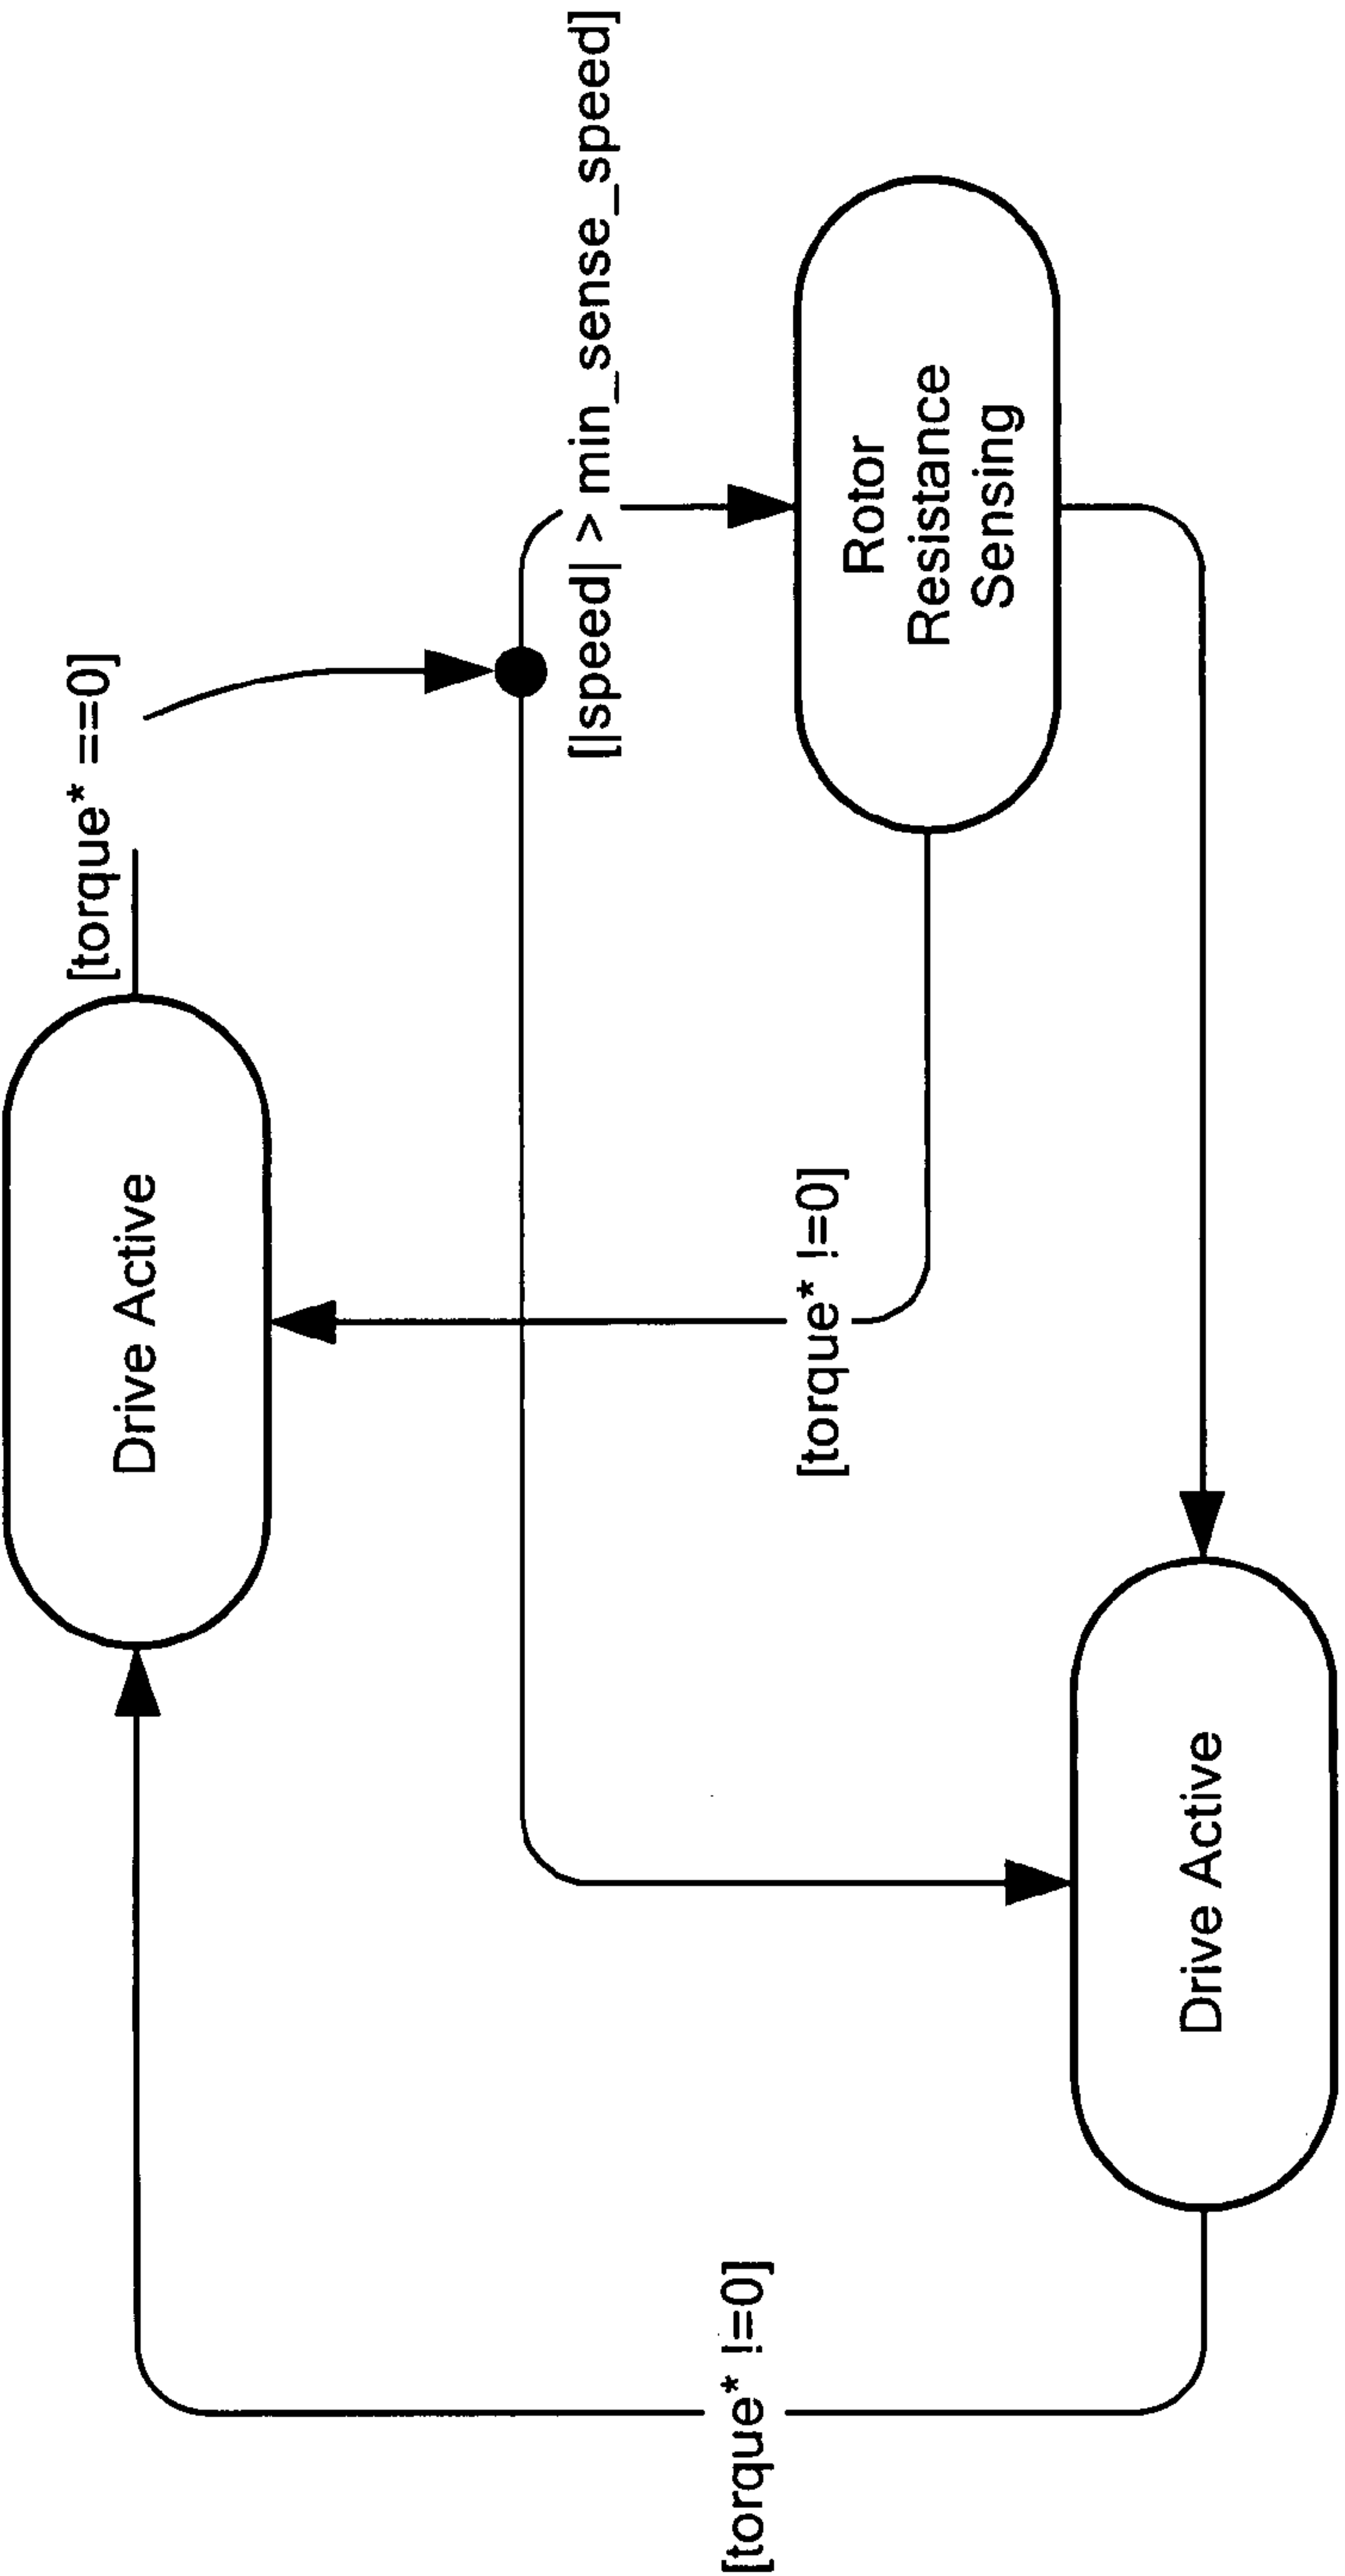 Drive Active
[torque* ==0]
[|speed| > min_sense_speed]
[torque* !=0]
[torque* !=0]
Rotor
Resistance
Sensing
Drive Active